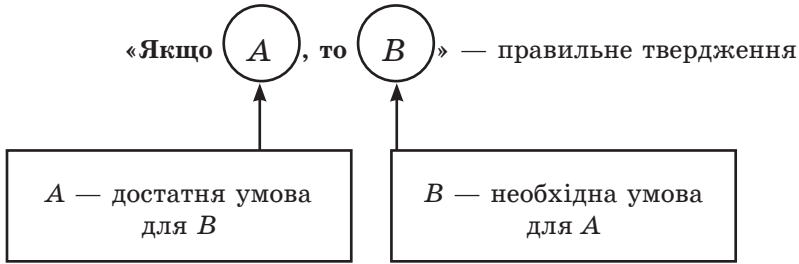 «Якщо A, то B» — правильне твердження
A — достатня умова
для B
B — необхідна умова
для A